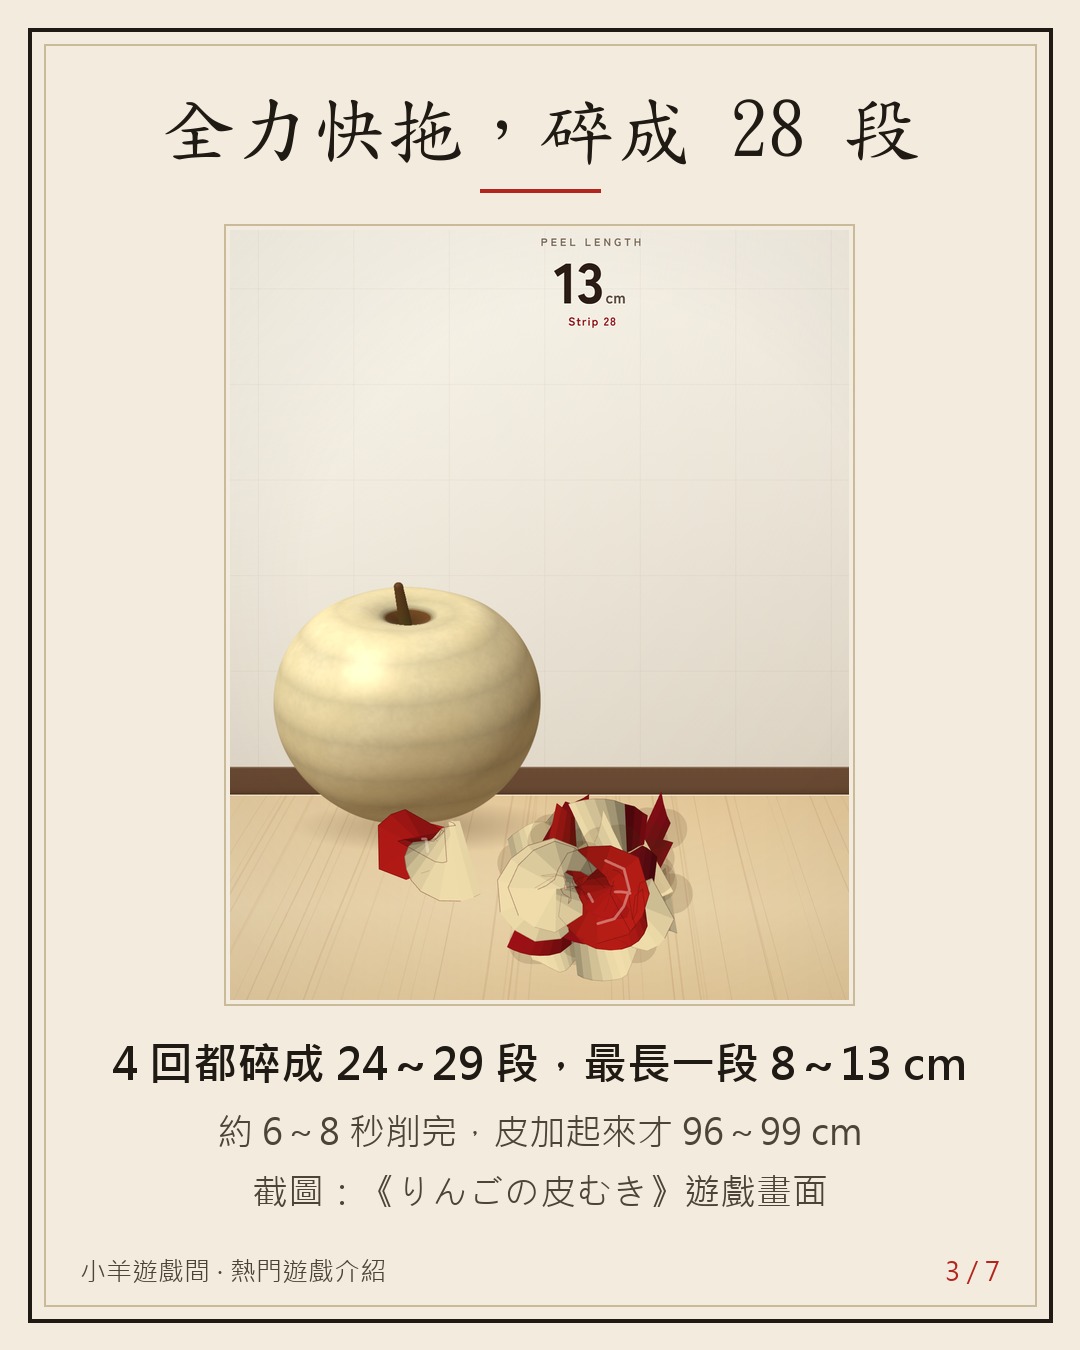 全力快拖，碎成 28 段
PEEL LENGTH
13 cm
Strip 28
4 回都碎成 24～29 段，最長一段 8～13 cm
約 6～8 秒削完，皮加起來才 96～99 cm
截圖：《りんごの皮むき》遊戲畫面
小羊遊戲間 · 熱門遊戲介紹
3 / 7